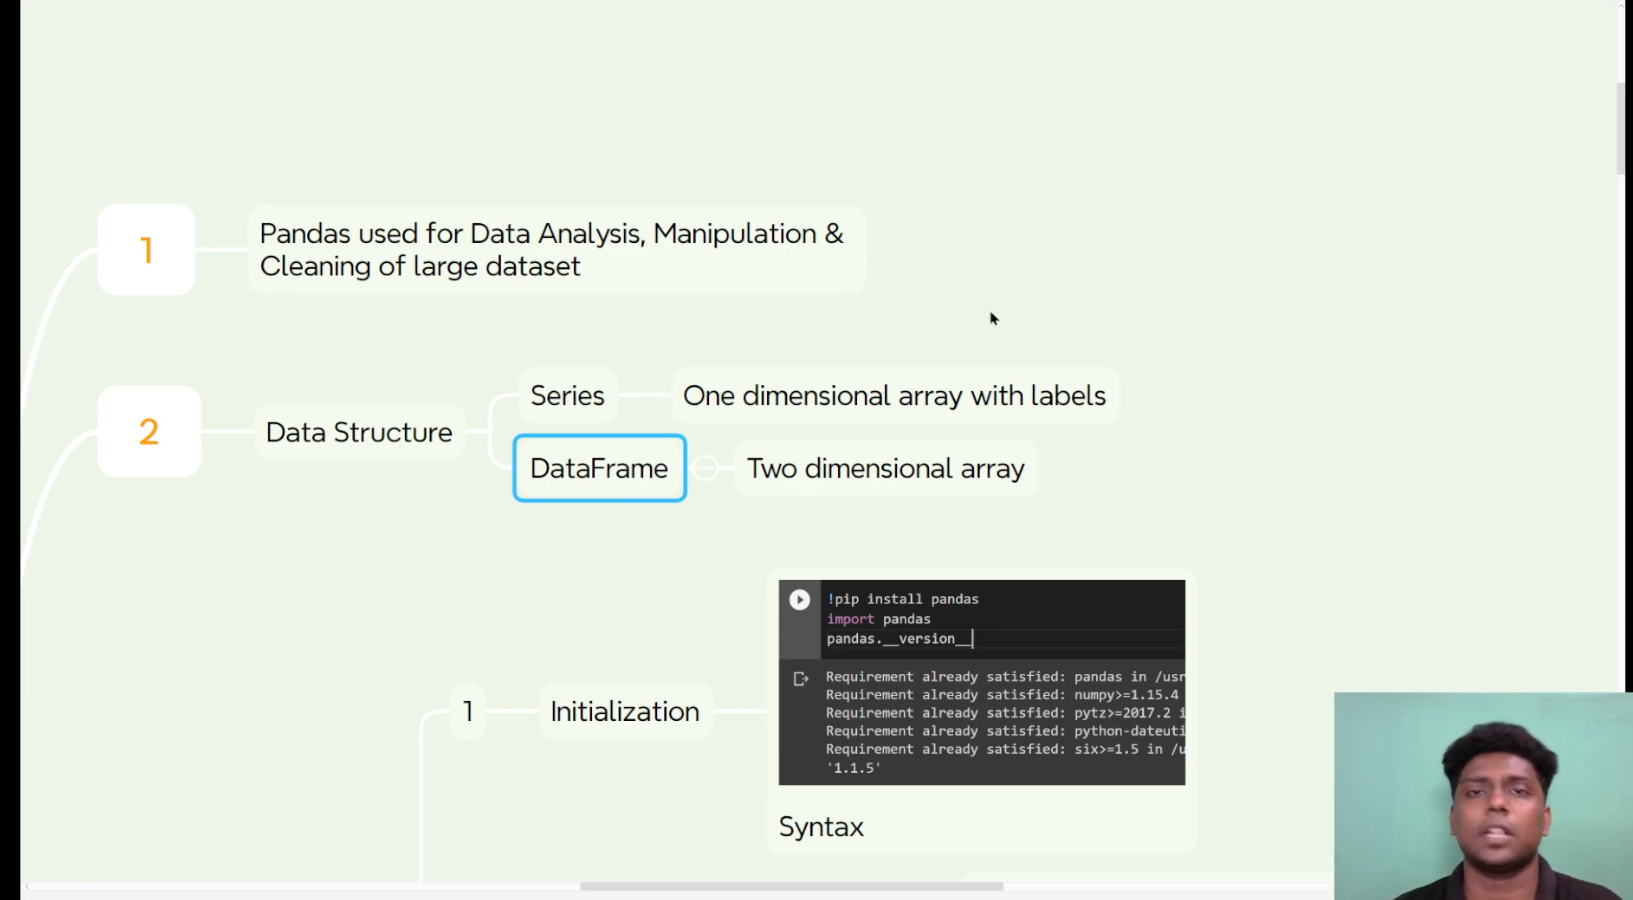 1
Pandas used for Data Analysis, Manipulation &
Cleaning of large dataset
2
Data Structure
Series
One dimensional array with labels
DataFrame
Two dimensional array
1
Initialization
!pip install pandas
import pandas
pandas.__version__
Requirement already satisfied: pandas in /usr
Requirement already satisfied: numpy>=1.15.4
Requirement already satisfied: pytz>=2017.2 i
Requirement already satisfied: python-dateuti
Requirement already satisfied: six>=1.5 in /u
'1.1.5'
Syntax